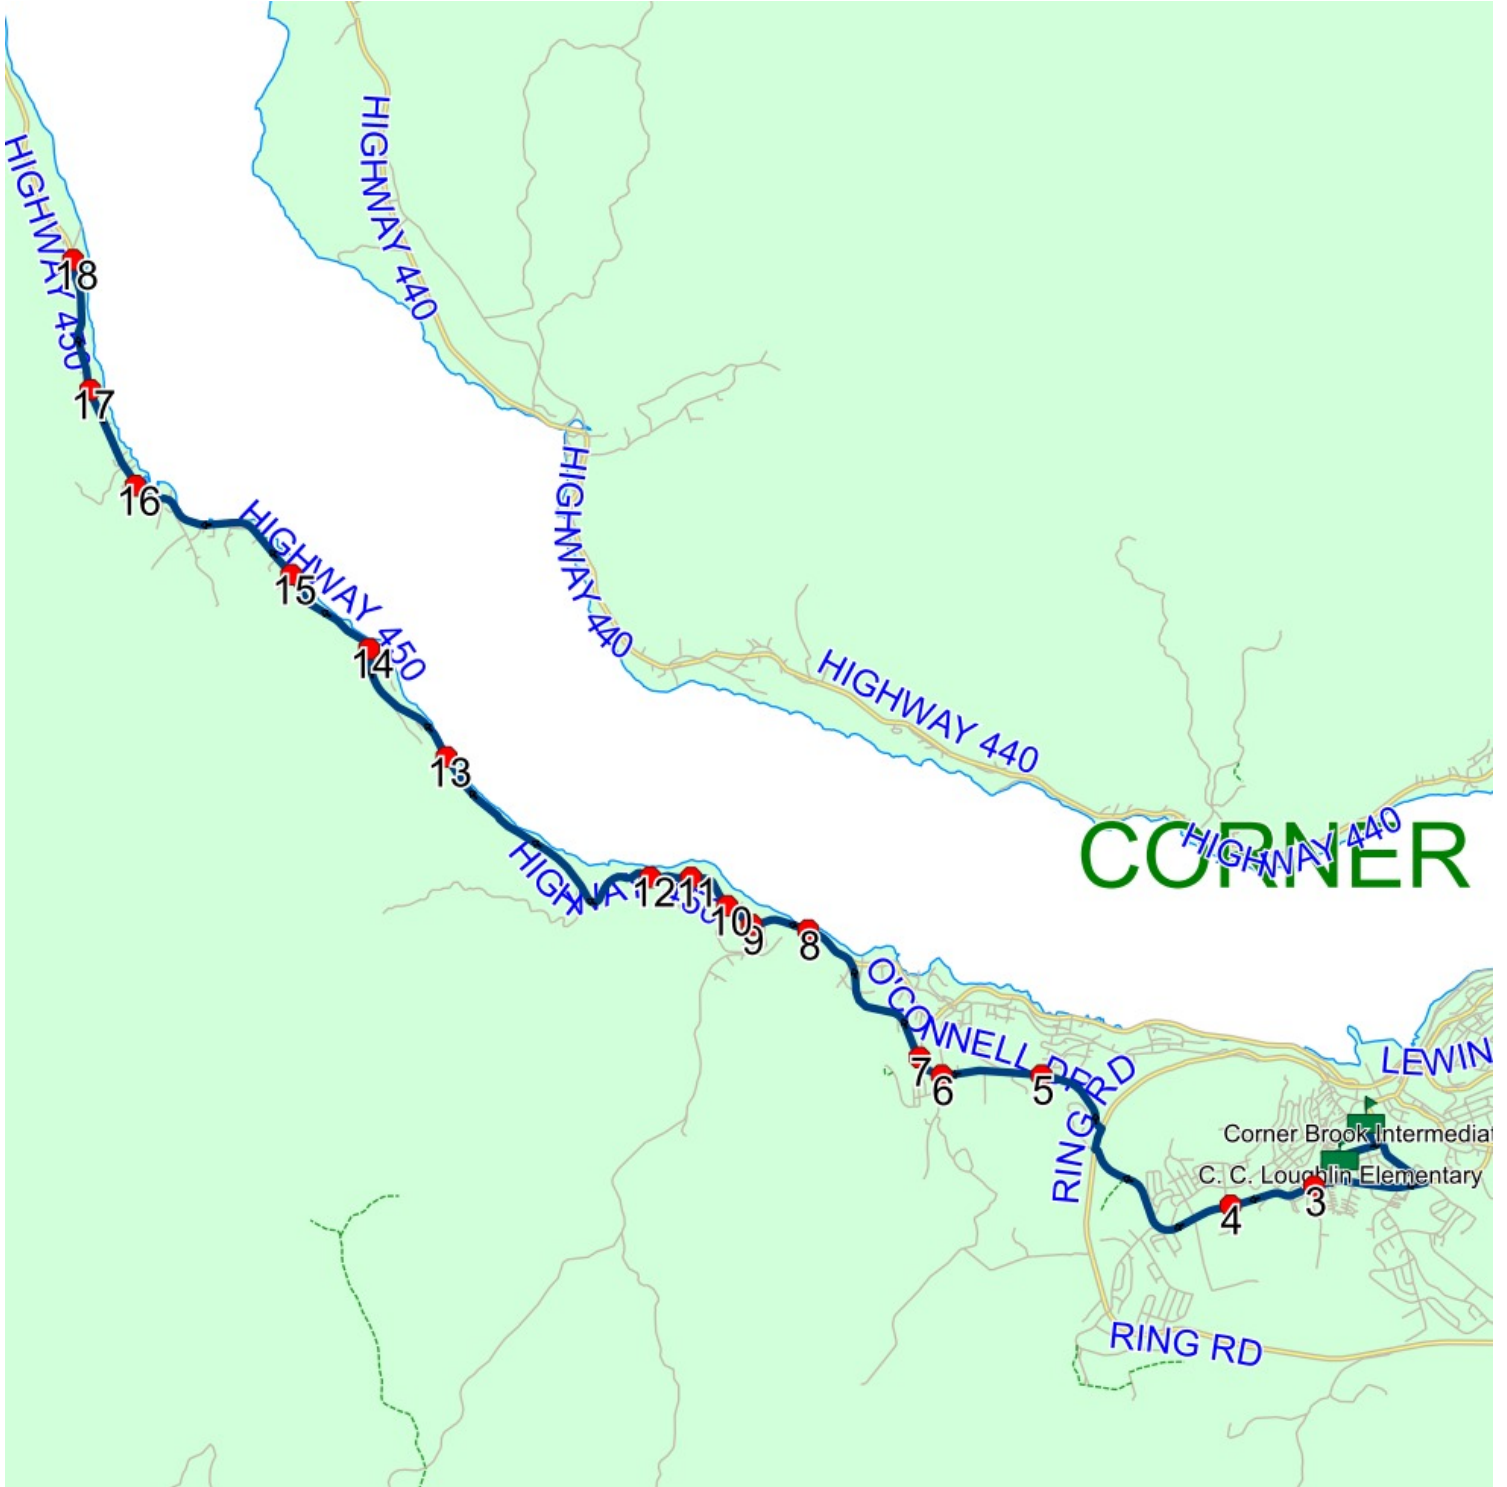 HIGHWAY 440
HIGHWAY 450
18
17
HIGHWAY 440
16
HIGHWAY 450
15
14
HIGHWAY 440
13
HIGHWAY 440
CORNER
12
11
10
9
8
O'CONNELL DR
7
6
5
RING RD
LEWIN
Corner Brook Intermediat
C. C. Loughlin Elementary
3
4
RING RD